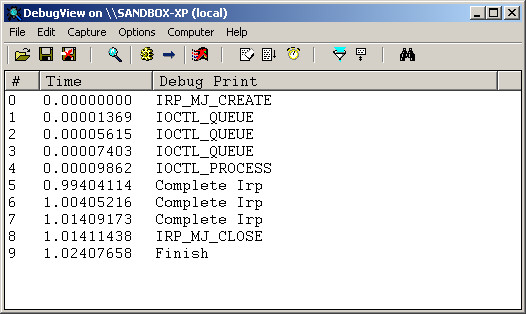 DebugView on \\SANDBOX-XP (local)
File Edit Capture Options Computer Help
# Time Debug Print
0 0.00000000 IRP_MJ_CREATE
1 0.00001369 IOCTL_QUEUE
2 0.00005615 IOCTL_QUEUE
3 0.00007403 IOCTL_QUEUE
4 0.00009862 IOCTL_PROCESS
5 0.99404114 Complete Irp
6 1.00405216 Complete Irp
7 1.01409173 Complete Irp
8 1.01411438 IRP_MJ_CLOSE
9 1.02407658 Finish